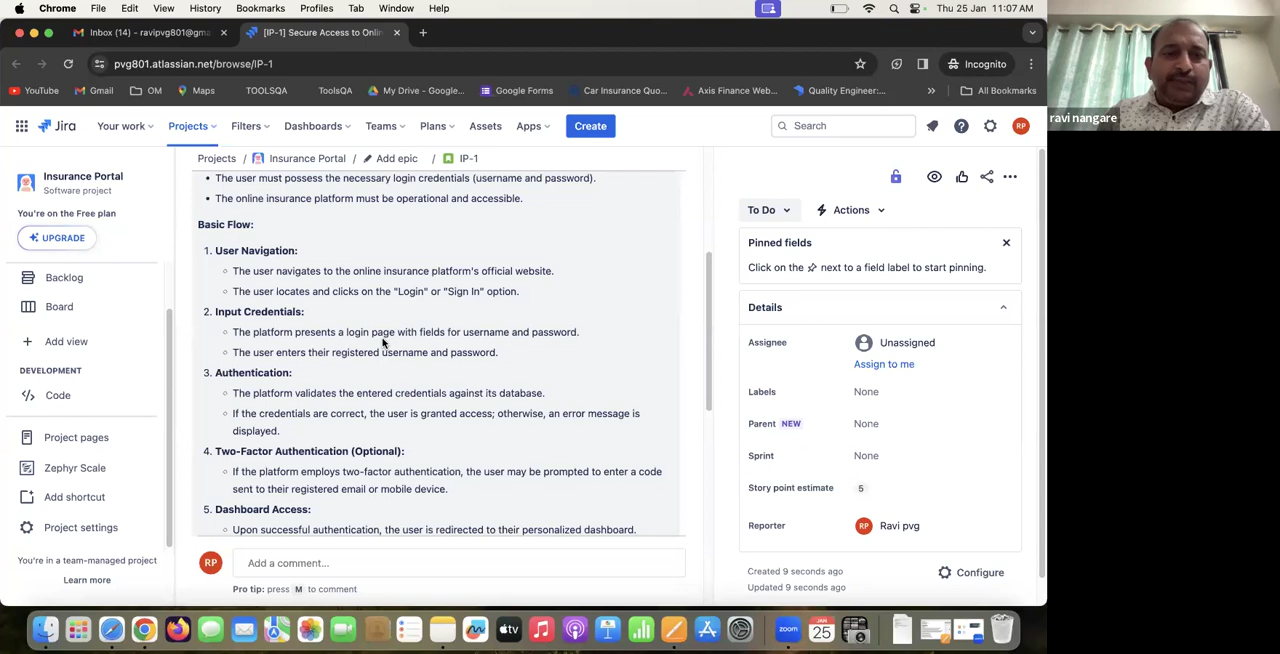 Chrome File Edit View History Bookmarks Profiles Tab Window Help Thu 25 Jan 11:07 AM
Inbox (14) - ravipvg801@gma
[IP-1] Secure Access to Onlin
pvg801.atlassian.net/browse/IP-1
Incognito
YouTube Gmail OM Maps TOOLSQA ToolsQA My Drive - Google... Google Forms Car Insurance Quo... Axis Finance Web... Quality Engineer:... » All Bookmarks
Jira Your work Projects Filters Dashboards Teams Plans Assets Apps Create Search RP
ravi nangare
Insurance Portal
Software project
You're on the Free plan
UPGRADE
Backlog
Board
Add view
DEVELOPMENT
Code
Project pages
Zephyr Scale
Add shortcut
Project settings
You're in a team-managed project
Learn more
Projects / Insurance Portal / Add epic / IP-1
• The user must possess the necessary login credentials (username and password).
• The online insurance platform must be operational and accessible.
Basic Flow:
1. User Navigation:
◦ The user navigates to the online insurance platform's official website.
◦ The user locates and clicks on the "Login" or "Sign In" option.
2. Input Credentials:
◦ The platform presents a login page with fields for username and password.
◦ The user enters their registered username and password.
3. Authentication:
◦ The platform validates the entered credentials against its database.
◦ If the credentials are correct, the user is granted access; otherwise, an error message is
displayed.
4. Two-Factor Authentication (Optional):
◦ If the platform employs two-factor authentication, the user may be prompted to enter a code
sent to their registered email or mobile device.
5. Dashboard Access:
◦ Upon successful authentication, the user is redirected to their personalized dashboard.
RP Add a comment...
Pro tip: press M to comment
To Do Actions
Pinned fields
Click on the next to a field label to start pinning.
Details
Assignee Unassigned
Assign to me
Labels None
Parent NEW None
Sprint None
Story point estimate 5
Reporter RP Ravi pvg
Created 9 seconds ago
Updated 9 seconds ago
Configure
tv
zoom
JAN
25